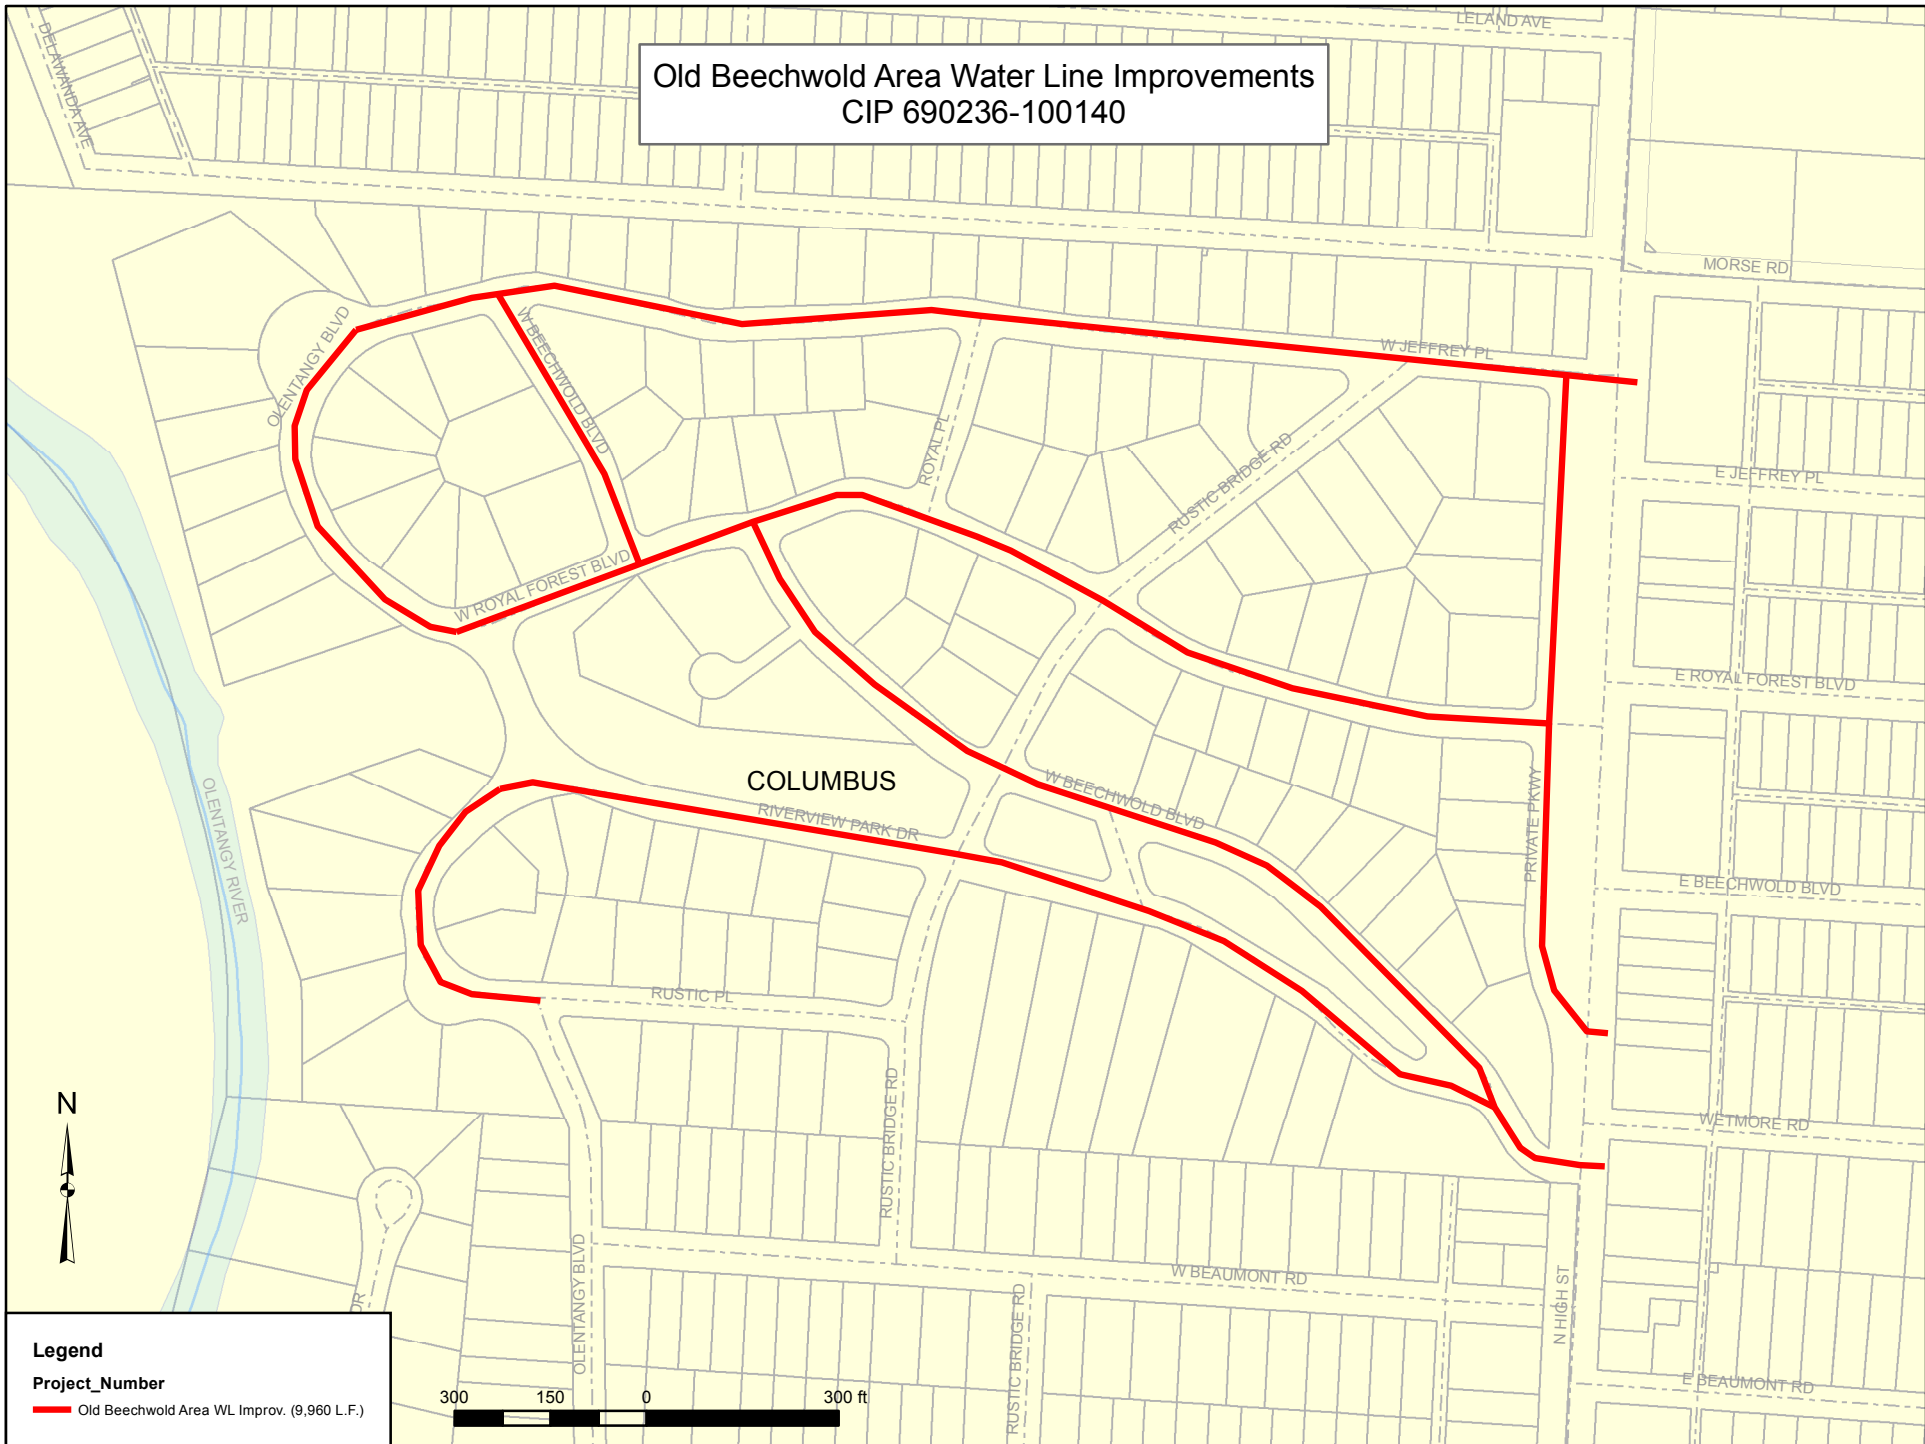 LELAND AVE
DELAWANDA AVE
Old Beechwold Area Water Line Improvements
CIP 690236-100140
MORSE RD
OLENTANGY BLVD
W BEECHWOLD BLVD
W JEFFREY PL
ROYAL PL
RUSTIC BRIDGE RD
E JEFFREY PL
W ROYAL FOREST BLVD
E ROYAL FOREST BLVD
COLUMBUS
W BEECHWOLD BLVD
RIVERVIEW PARK DR
PRIVATE PKWY
OLENTANGY RIVER
E BEECHWOLD BLVD
RUSTIC PL
N
RUSTIC BRIDGE RD
WETMORE RD
OLENTANGY BLVD
W BEAUMONT RD
RUSTIC BRIDGE RD
N HIGH ST
DR
E BEAUMONT RD
Legend
Project_Number
Old Beechwold Area WL Improv. (9,960 L.F.)
300 150 0 300 ft